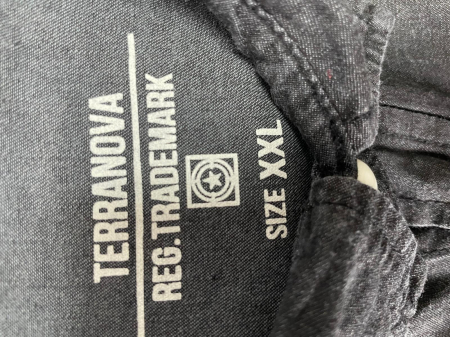 TERRANOVA
REG. TRADEMARK
SIZE XXL